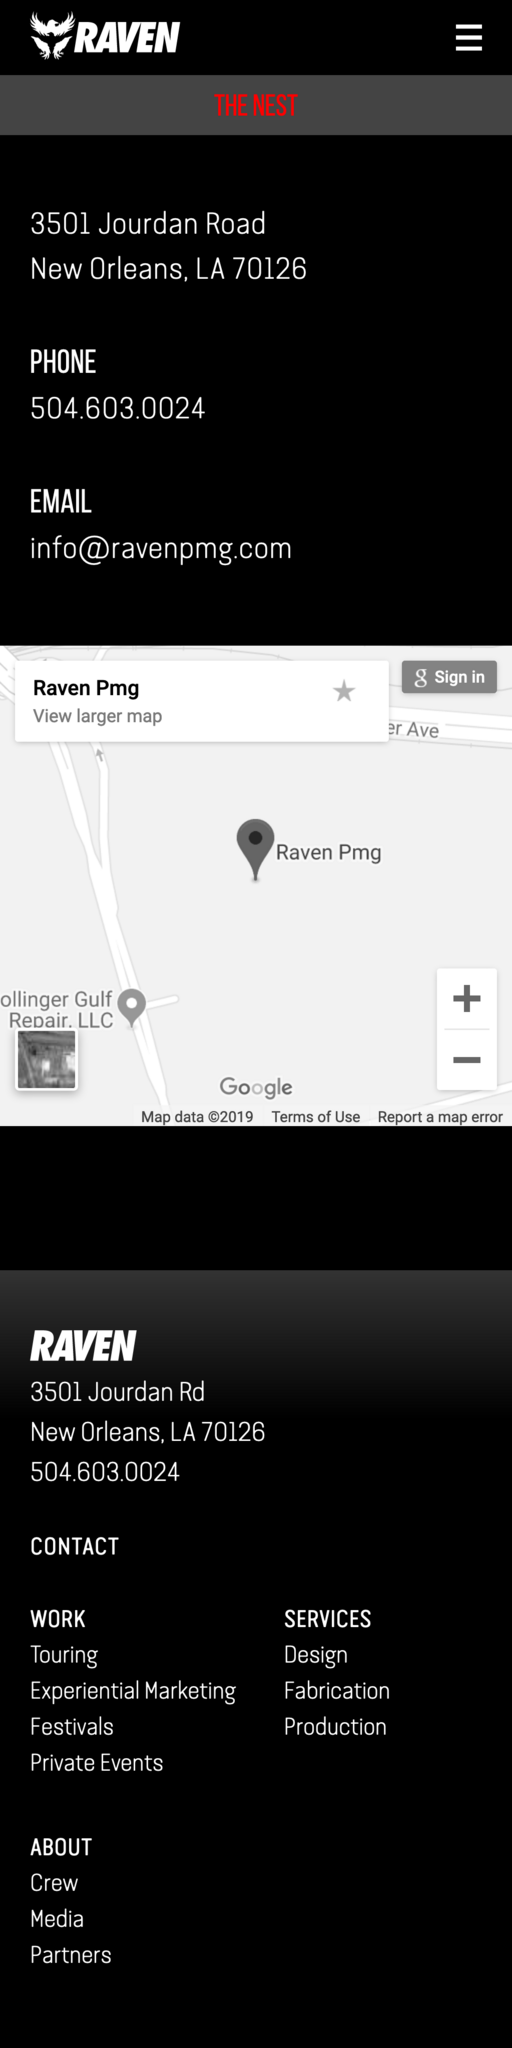 RAVEN
THE NEST
3501 Jourdan Road
New Orleans, LA 70126
PHONE
504.603.0024
EMAIL
info@ravenpmg.com
Raven Pmg
View larger map
Sign in
er Ave
Raven Pmg
ollinger Gulf
Repair, LLC
Google
Map data ©2019 Terms of Use Report a map error
RAVEN
3501 Jourdan Rd
New Orleans, LA 70126
504.603.0024
CONTACT
WORK
Touring
Experiential Marketing
Festivals
Private Events
SERVICES
Design
Fabrication
Production
ABOUT
Crew
Media
Partners